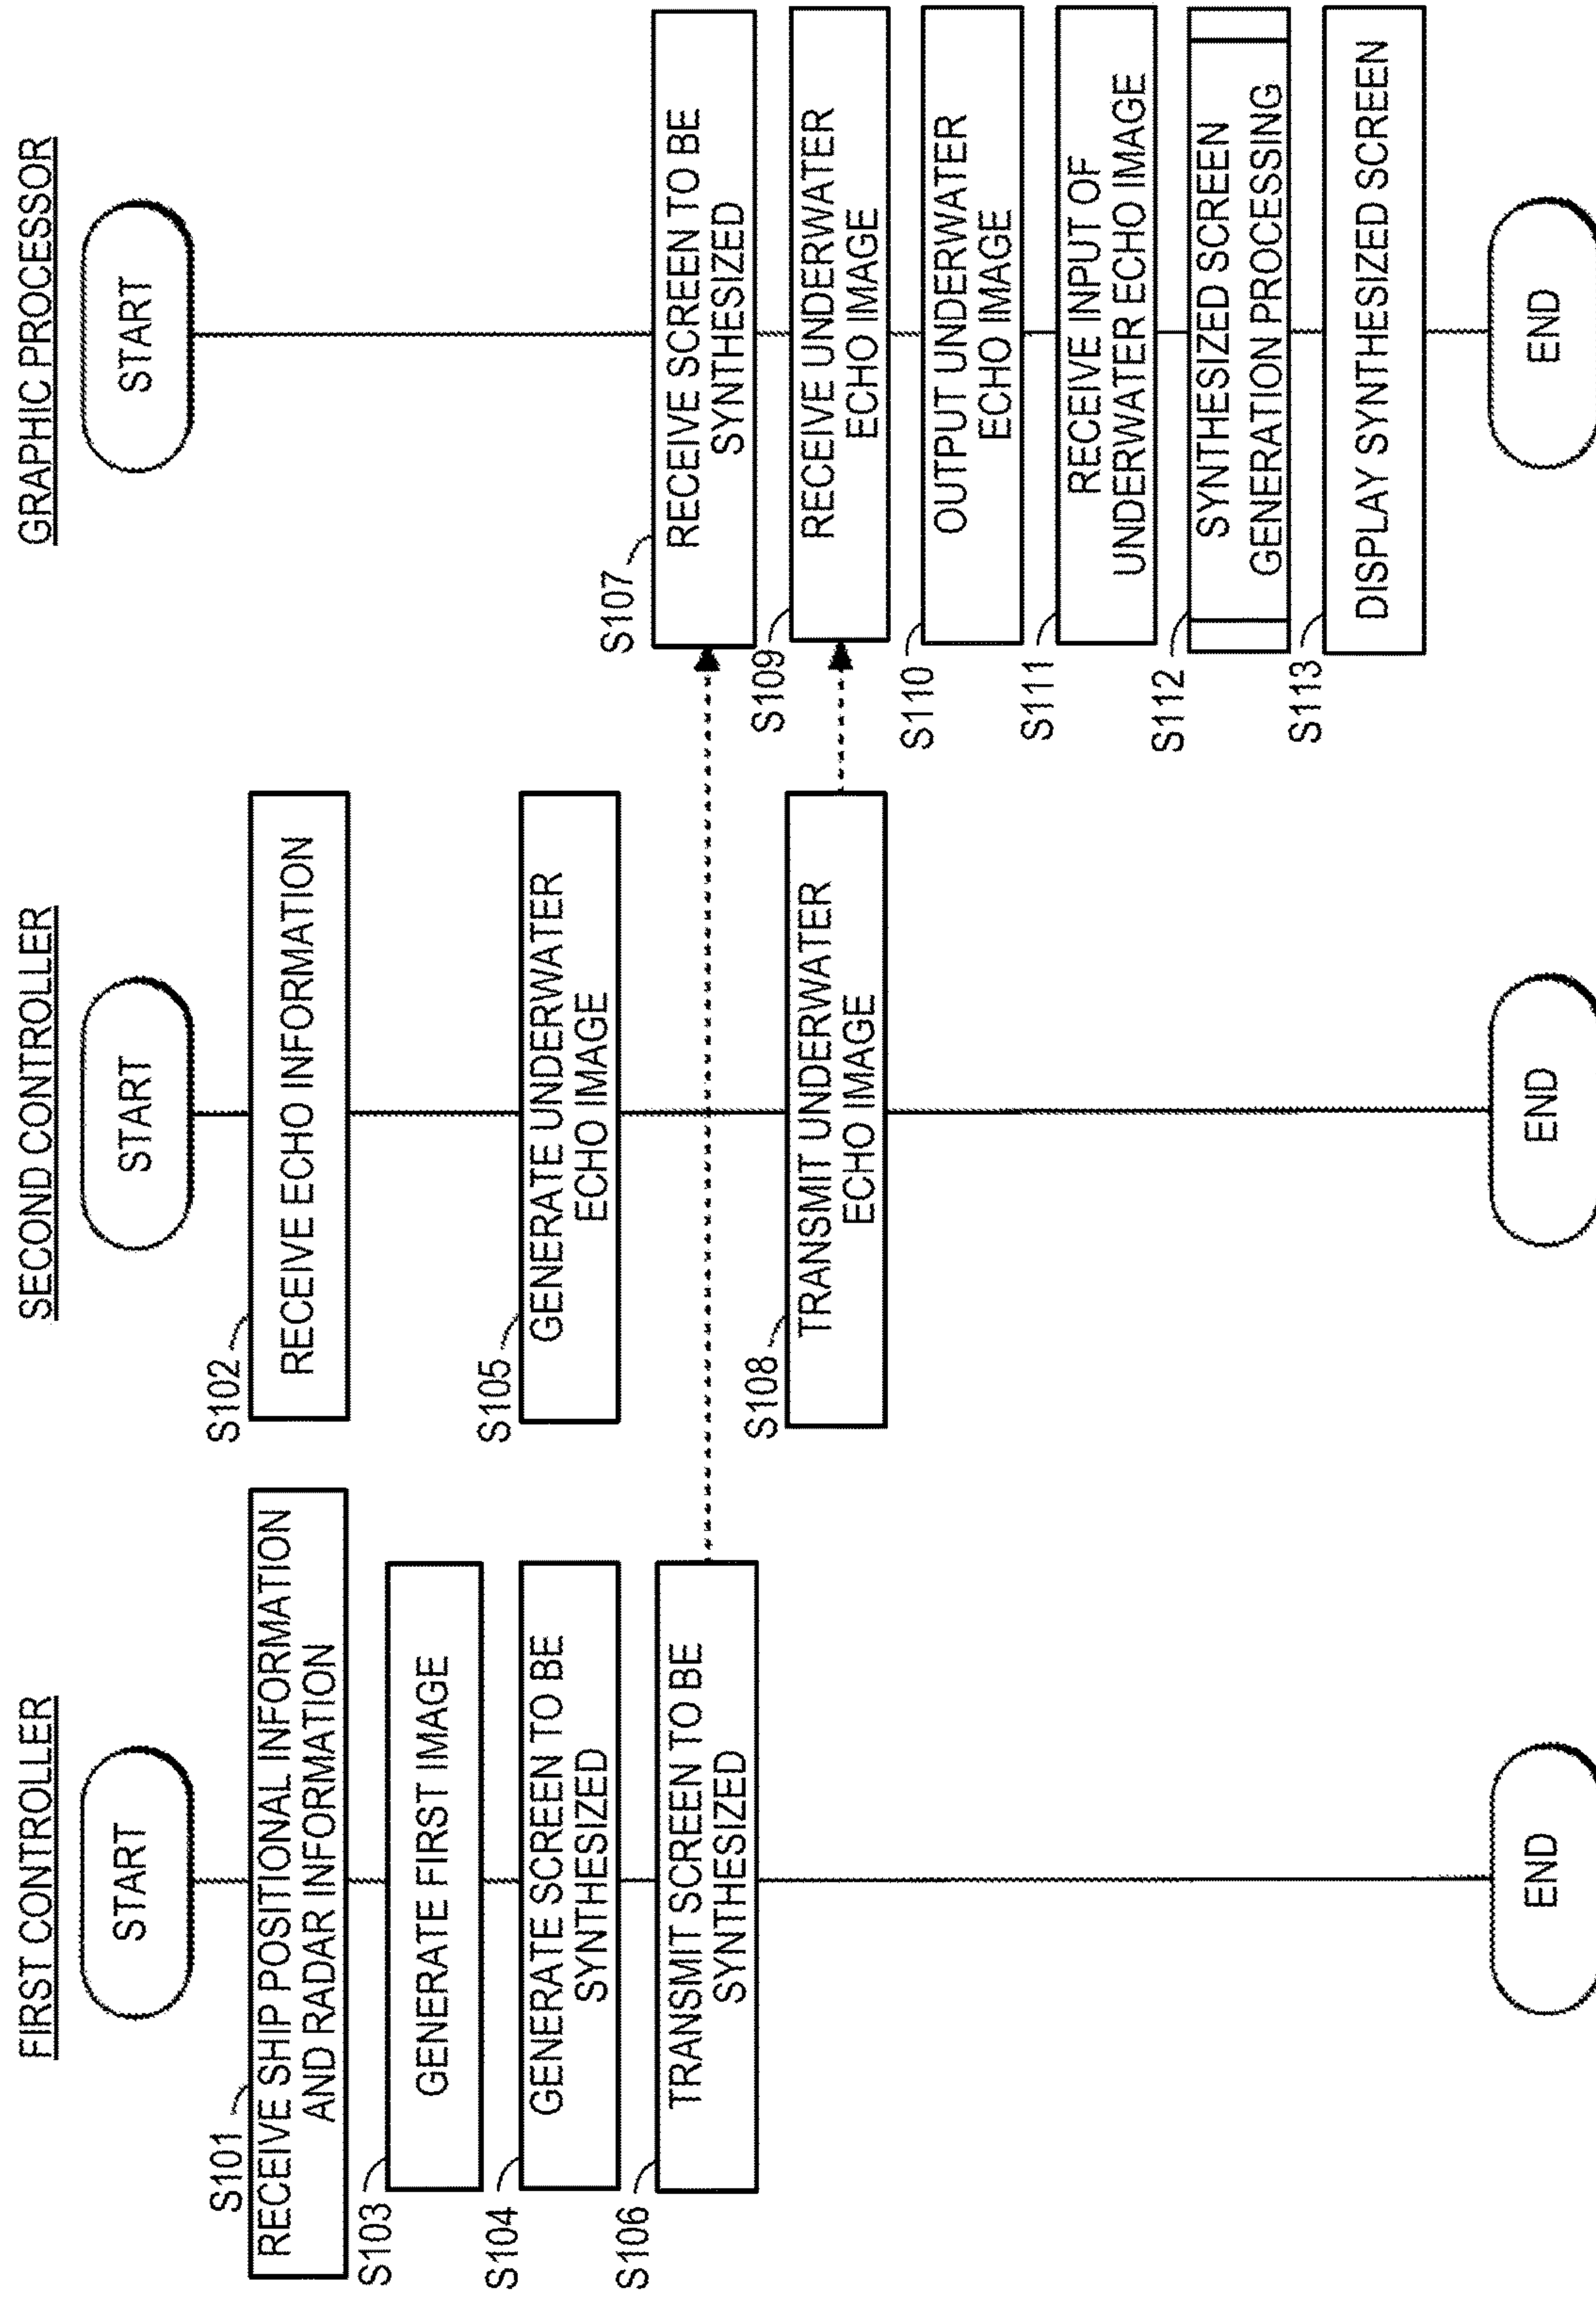 FIRST CONTROLLER
START
S101
RECEIVE SHIP POSITIONAL INFORMATION
AND RADAR INFORMATION
S103
GENERATE FIRST IMAGE
S104
GENERATE SCREEN TO BE
SYNTHESIZED
S106
TRANSMIT SCREEN TO BE
SYNTHESIZED
END
SECOND CONTROLLER
START
S102
RECEIVE ECHO INFORMATION
S105
GENERATE UNDERWATER
ECHO IMAGE
S108
TRANSMIT UNDERWATER
ECHO IMAGE
END
GRAPHIC PROCESSOR
START
S107
RECEIVE SCREEN TO BE
SYNTHESIZED
S109
RECEIVE UNDERWATER
ECHO IMAGE
S110
OUTPUT UNDERWATER
ECHO IMAGE
S111
RECEIVE INPUT OF
UNDERWATER ECHO IMAGE
S112
SYNTHESIZED SCREEN
GENERATION PROCESSING
S113
DISPLAY SYNTHESIZED SCREEN
END